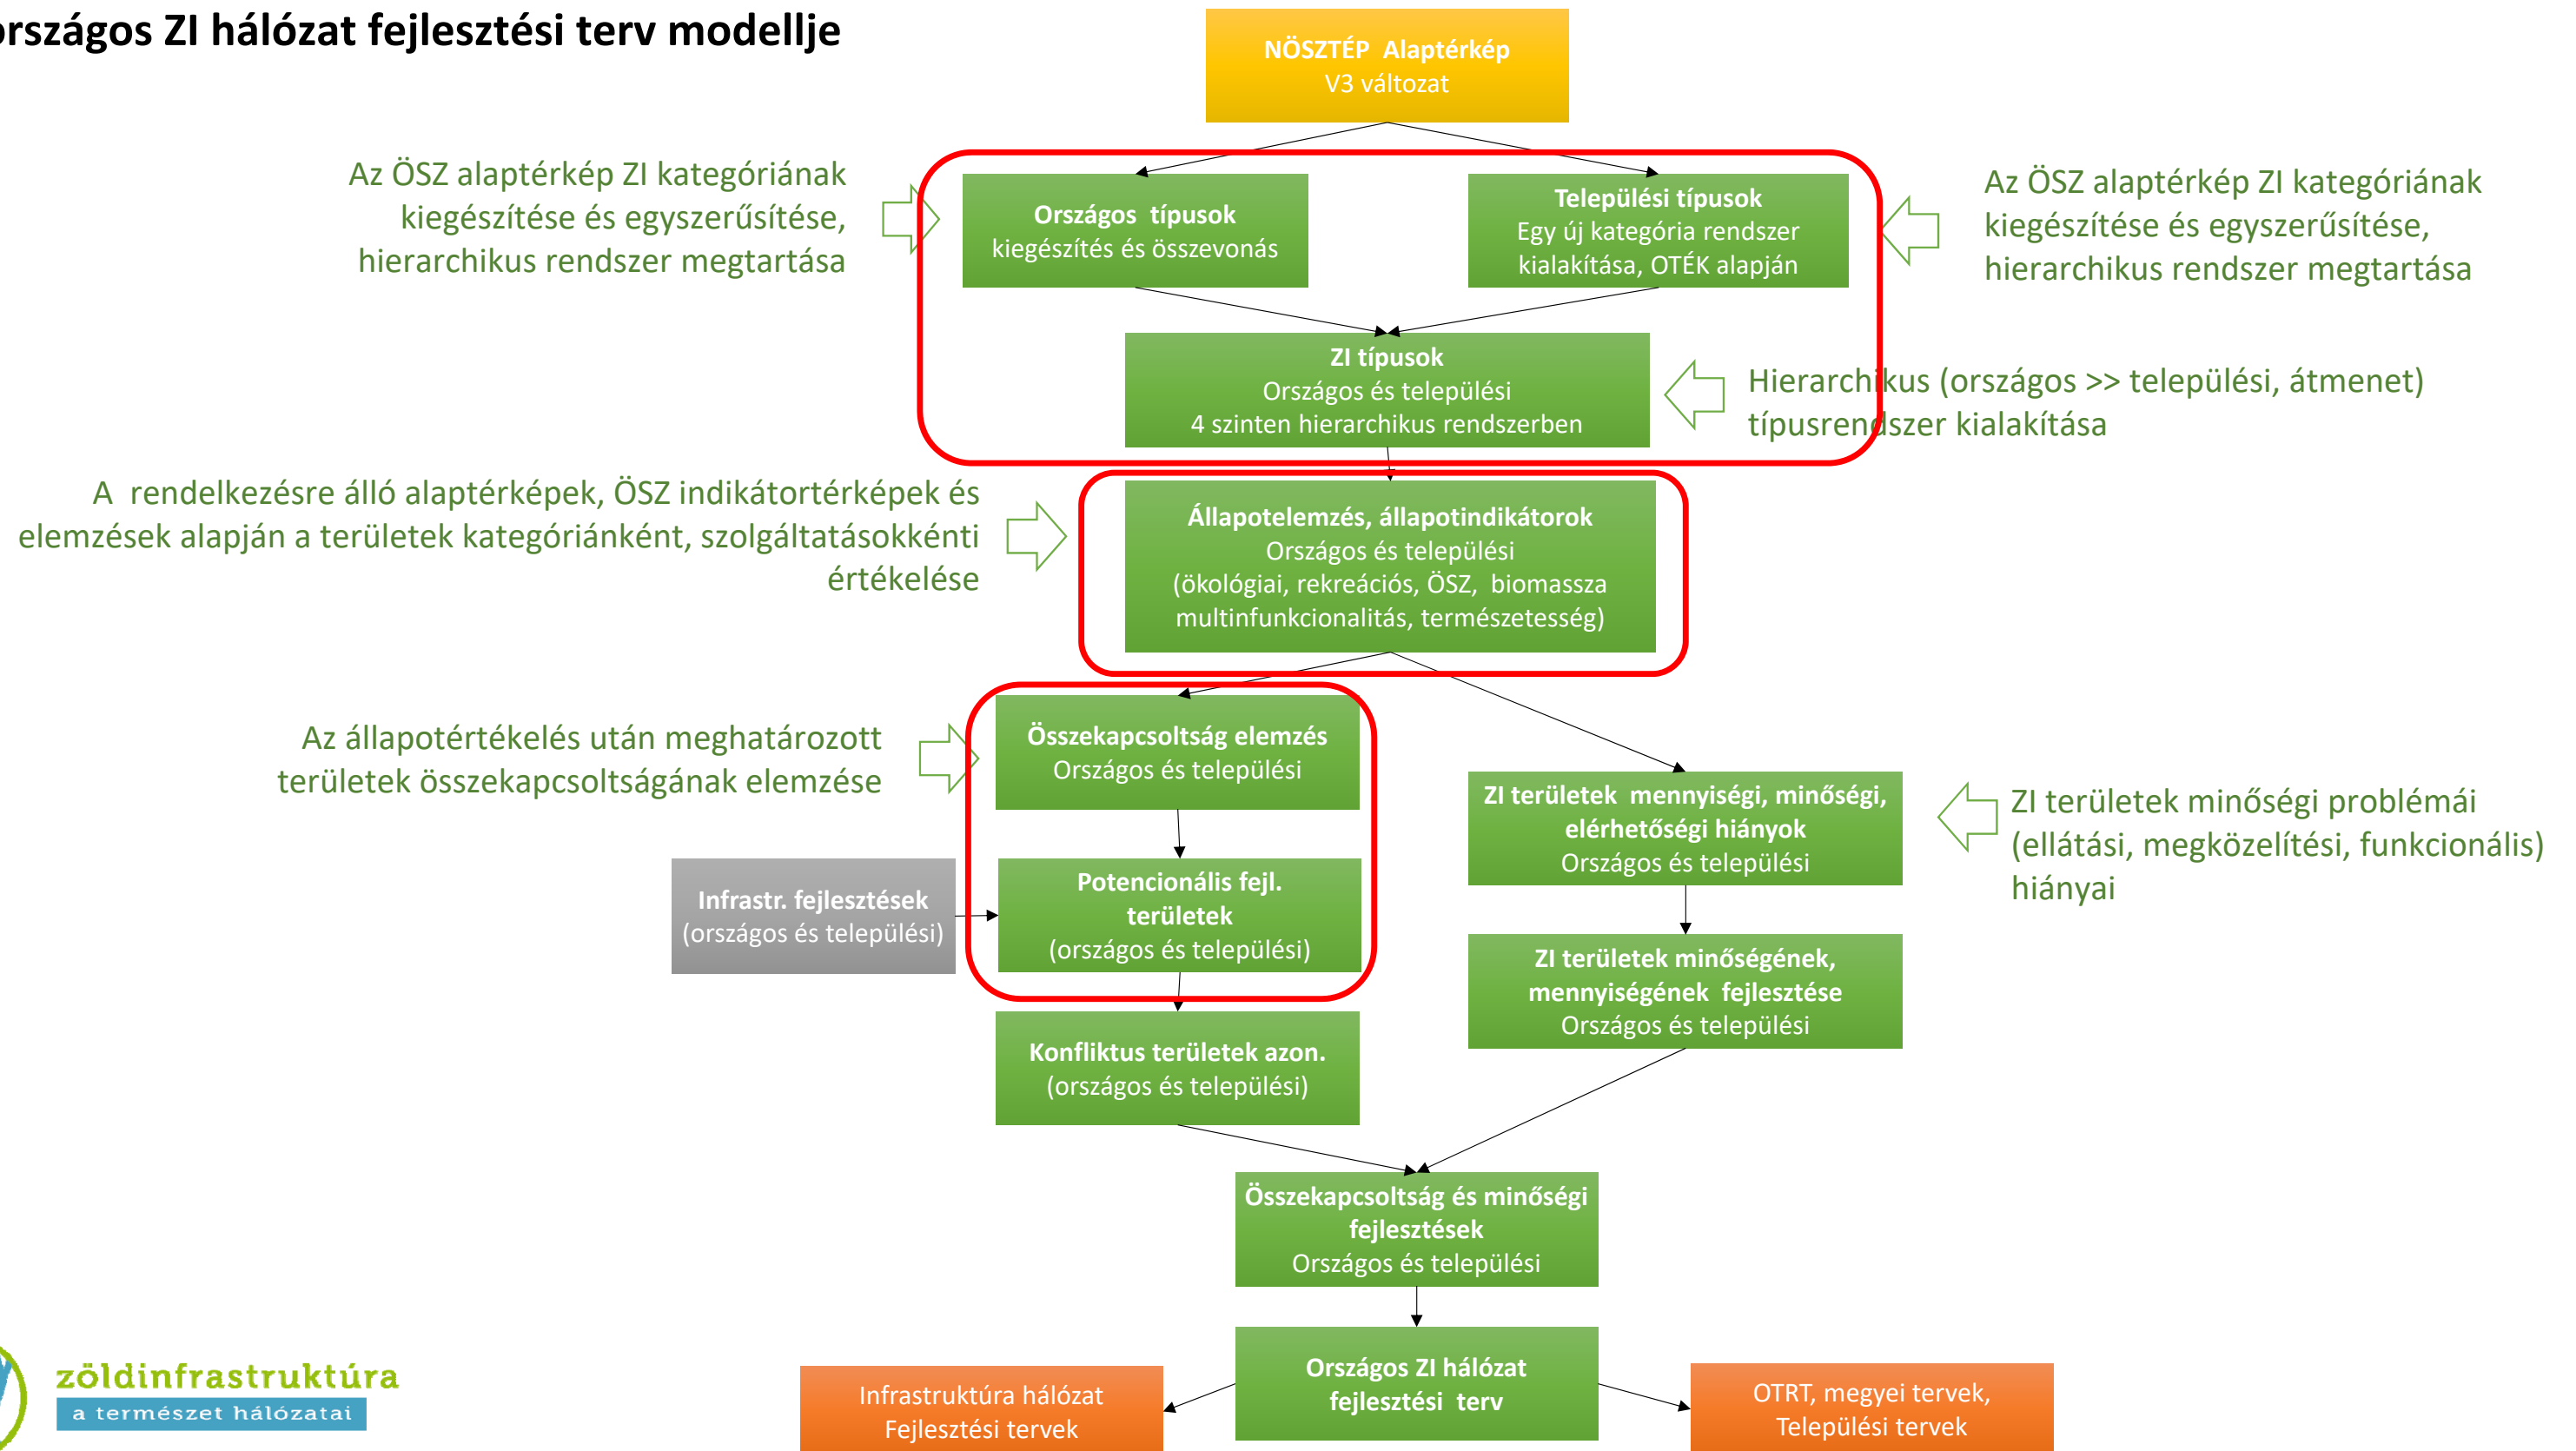 országos ZI hálózat fejlesztési terv modellje
NÖSZTÉP Alaptérkép
V3 változat
Az ÖSZ alaptérkép ZI kategóriának
kiegészítése és egyszerűsítése,
hierarchikus rendszer megtartása
Országos típusok
kiegészítés és összevonás
Települési típusok
Egy új kategória rendszer
kialakítása, OTÉK alapján
Az ÖSZ alaptérkép ZI kategóriának
kiegészítése és egyszerűsítése,
hierarchikus rendszer megtartása
ZI típusok
Országos és települési
4 szinten hierarchikus rendszerben
Hierarchikus (országos >> települési, átmenet)
típusrendszer kialakítása
A rendelkezésre álló alaptérképek, ÖSZ indikátortérképek és
elemzések alapján a területek kategóriánként, szolgáltatásokkénti
értékelése
Állapotelemzés, állapotindikátorok
Országos és települési
(ökológiai, rekreációs, ÖSZ, biomassza
multinfunkcionalitás, természetesség)
Az állapotértékelés után meghatározott
területek összekapcsoltságának elemzése
Összekapcsoltság elemzés
Országos és települési
ZI területek mennyiségi, minőségi,
elérhetőségi hiányok
Országos és települési
ZI területek minőségi problémái
(ellátási, megközelítési, funkcionális)
hiányai
Infrastr. fejlesztések
(országos és települési)
Potencionális fejl.
területek
(országos és települési)
ZI területek minőségének,
mennyiségének fejlesztése
Országos és települési
Konfliktus területek azon.
(országos és települési)
Összekapcsoltság és minőségi
fejlesztések
Országos és települési
Országos ZI hálózat
fejlesztési terv
Infrastruktúra hálózat
Fejlesztési tervek
OTRT, megyei tervek,
Települési tervek
zöldinfrastruktúra
a természet hálózatai